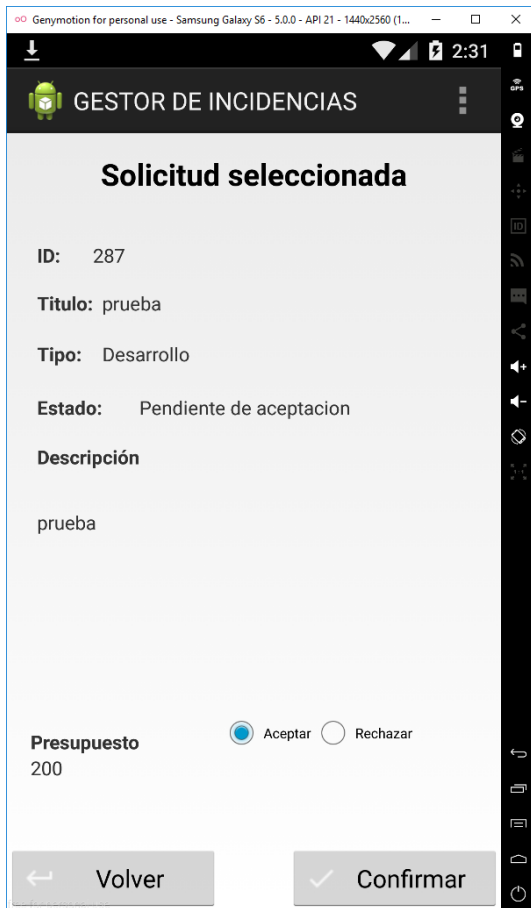 Genymotion for personal use - Samsung Galaxy S6 - 5.0.0 - API 21 - 1440x2560 (1...
2:31
GPS
GESTOR DE INCIDENCIAS
Solicitud seleccionada
ID: 287
ID
Titulo: prueba
Tipo: Desarrollo
Estado: Pendiente de aceptacion
Descripción
prueba
Aceptar Rechazar
Presupuesto
200
Volver Confirmar